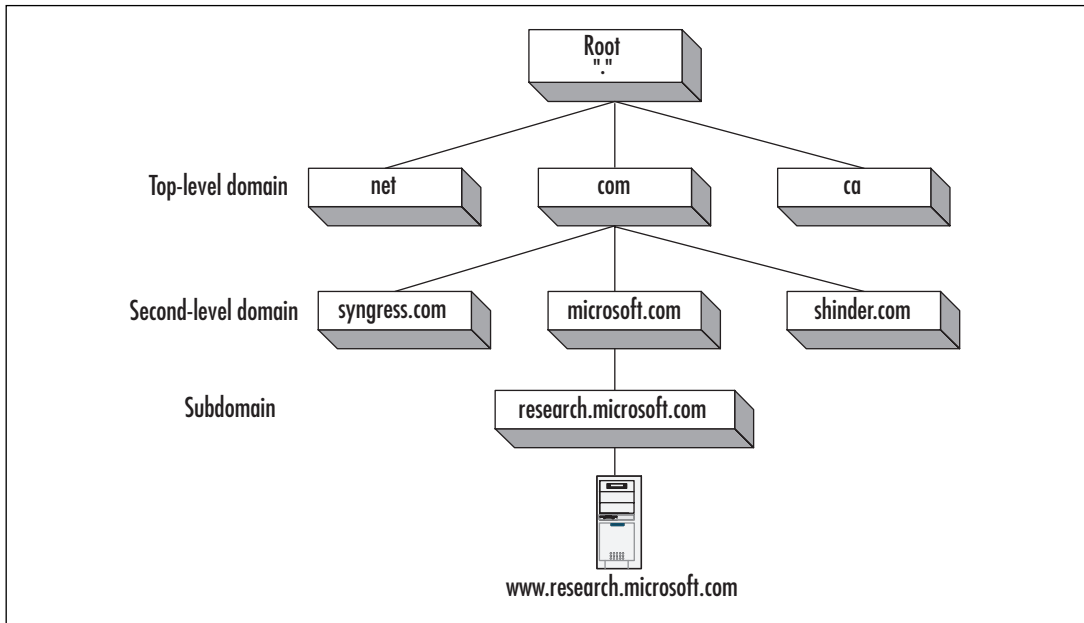 Root
"."
Top-level domain
net
com
ca
Second-level domain
syngress.com
microsoft.com
shinder.com
Subdomain
research.microsoft.com
www.research.microsoft.com